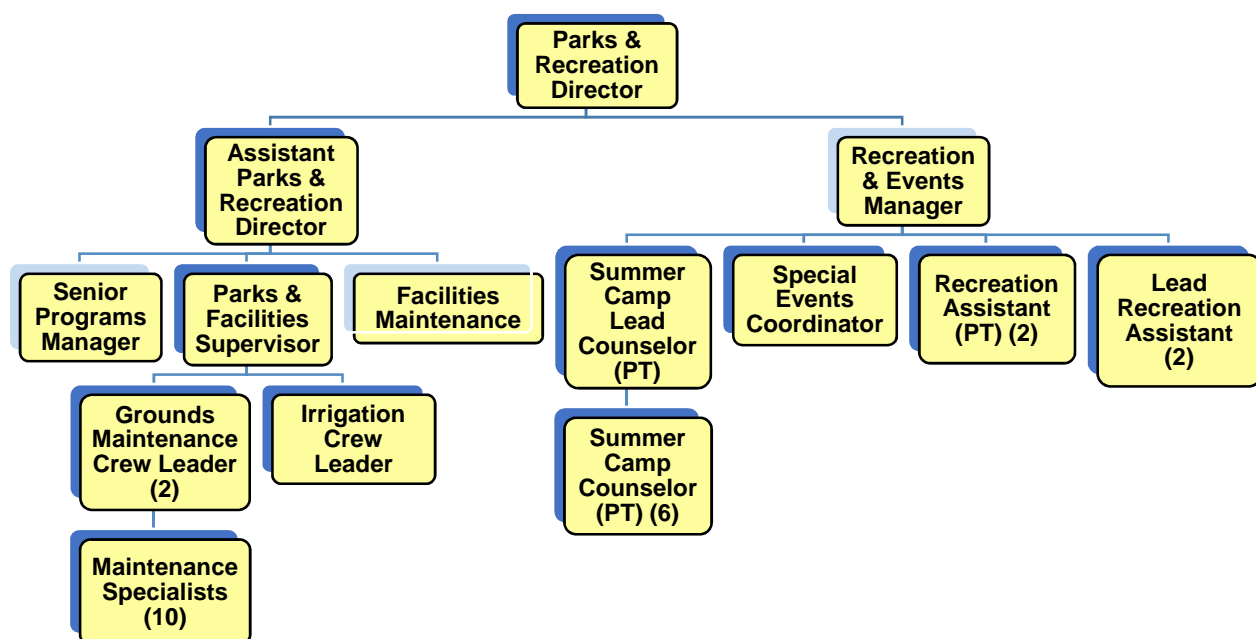 Parks &
Recreation
Director
Assistant
Parks &
Recreation
Director
Recreation
& Events
Manager
Senior
Programs
Manager
Parks &
Facilities
Supervisor
Facilities
Maintenance
Summer
Camp
Lead
Counselor
(PT)
Special
Events
Coordinator
Recreation
Assistant
(PT) (2)
Lead
Recreation
Assistant
(2)
Grounds
Maintenance
Crew Leader
(2)
Irrigation
Crew
Leader
Summer
Camp
Counselor
(PT) (6)
Maintenance
Specialists
(10)